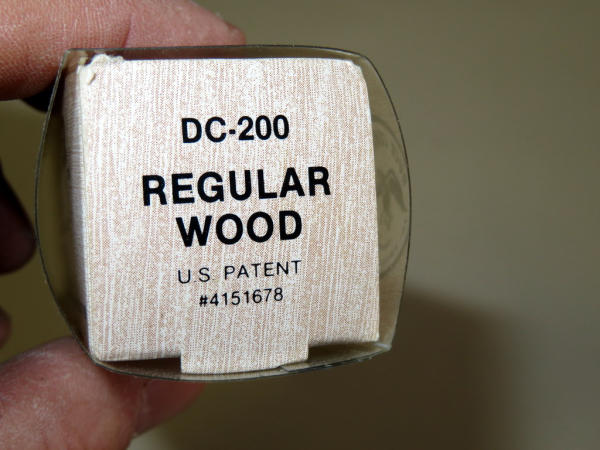 DC-200
REGULAR
WOOD
U.S PATENT
#4151678